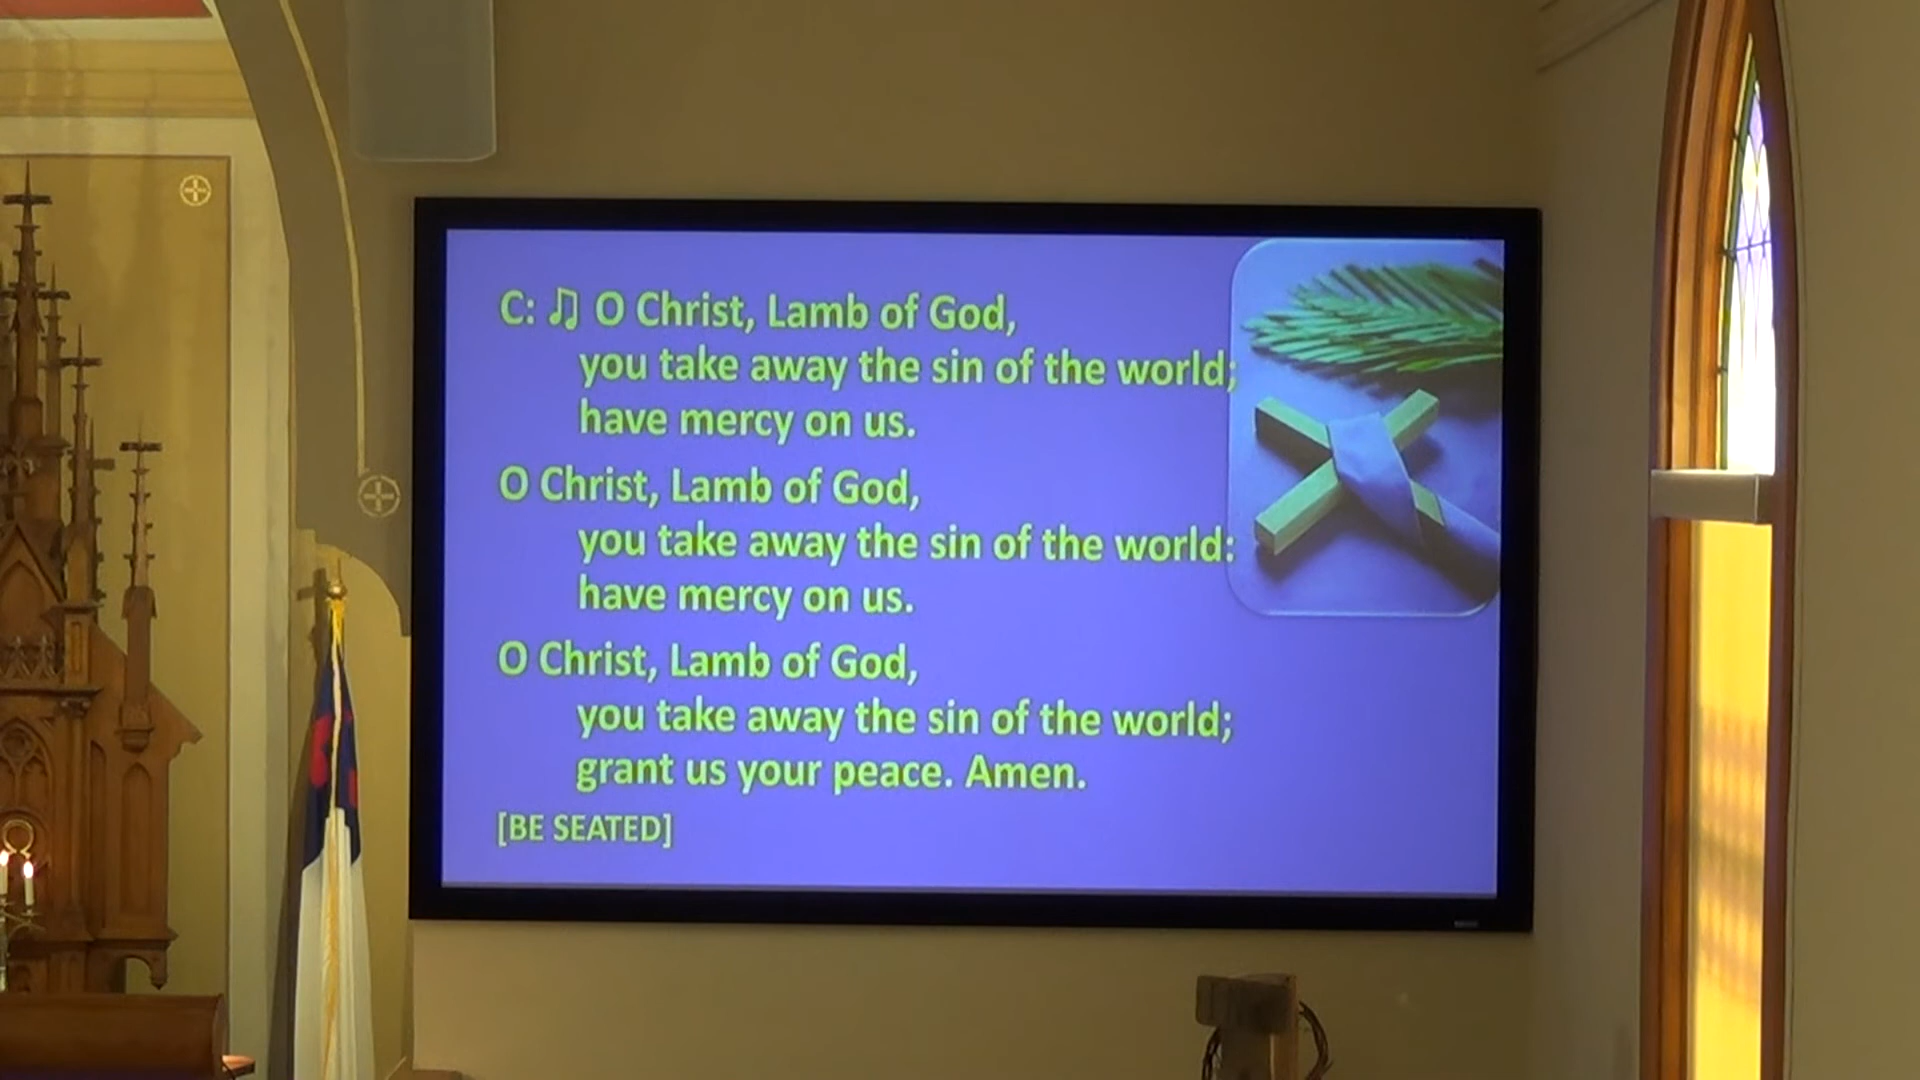 C: ♫ O Christ, Lamb of God,
you take away the sin of the world;
have mercy on us.
O Christ, Lamb of God,
you take away the sin of the world:
have mercy on us.
O Christ, Lamb of God,
you take away the sin of the world;
grant us your peace. Amen.
[BE SEATED]